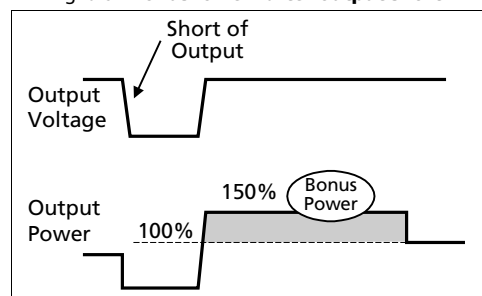 Short of
Output
Output
Voltage
150%
Bonus
Power
Output
Power
100%